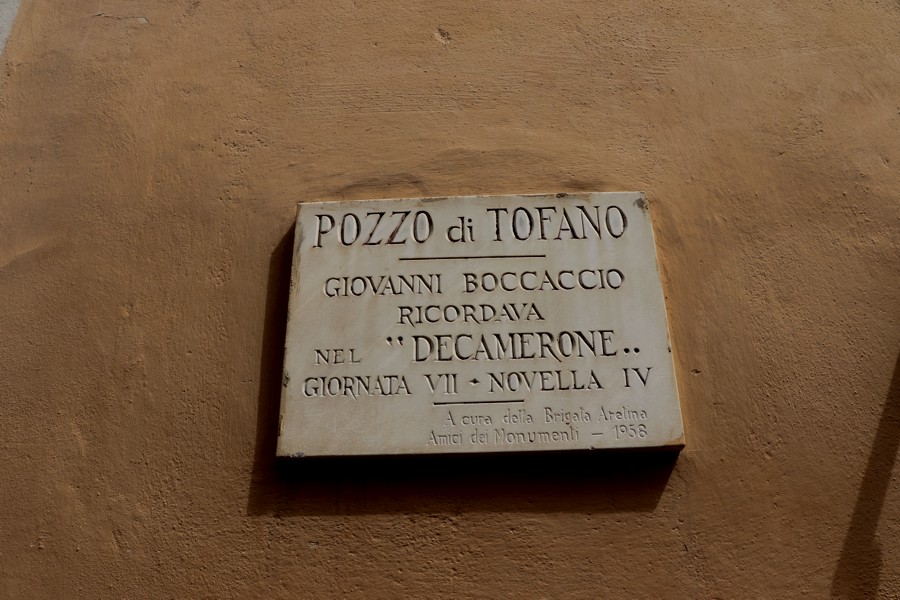 POZZO di TOFANO
GIOVANNI BOCCACCIO
RICORDAVA
NEL "DECAMERONE"
GIORNATA VII - NOVELLA IV
A cura della Brigata Aretina
Amici dei Monumenti - 1958